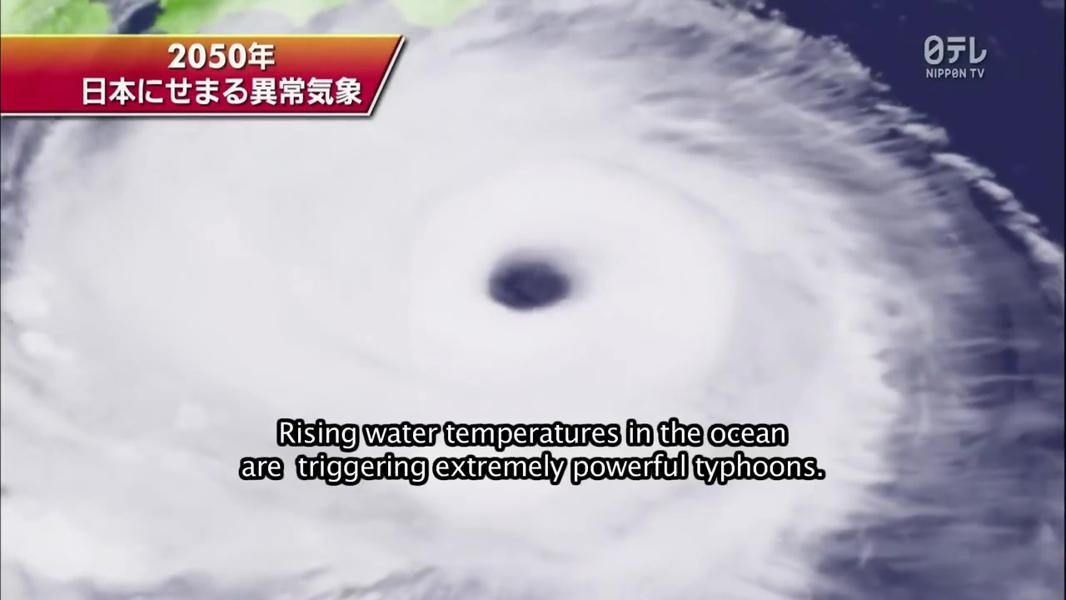 2050年
日本にせまる異常気象
日テレ
NIPPON TV
Rising water temperatures in the ocean
are  triggering extremely powerful typhoons.